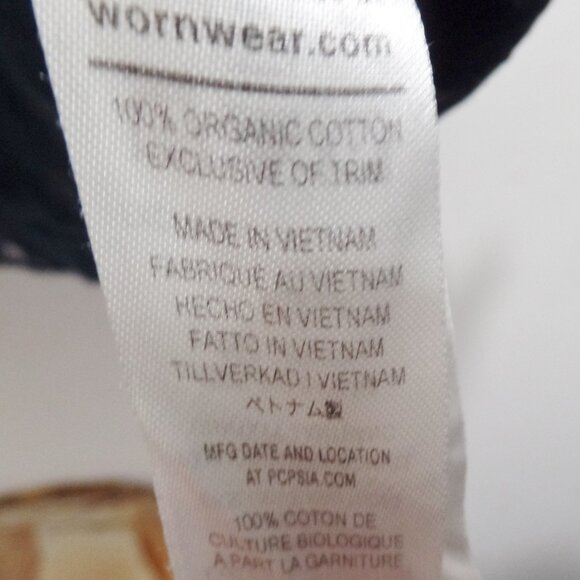 wornwear.com
100% ORGANIC COTTON
EXCLUSIVE OF TRIM
MADE IN VIETNAM
FABRIQUE AU VIETNAM
HECHO EN VIETNAM
FATTO IN VIETNAM
TILLVERKAD I VIETNAM
ベトナム製
MFG DATE AND LOCATION
AT PCPSIA.COM
100% COTON DE
CULTURE BIOLOGIQUE
A PART LA GARNITURE